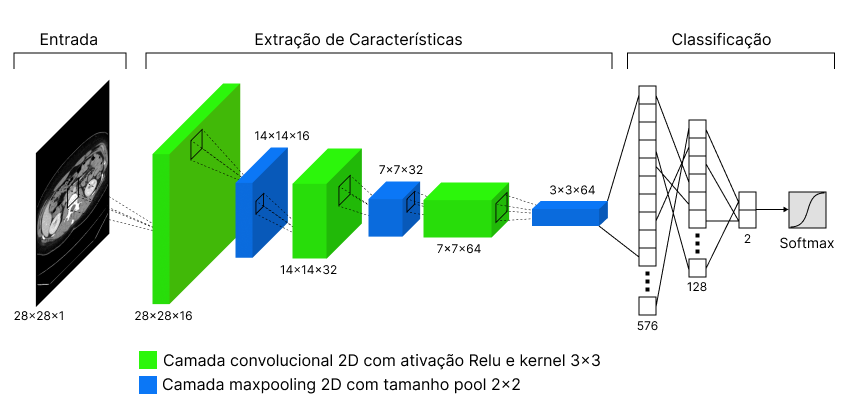 Entrada
Extração de Características
Classificação
14×14×16
7×7×32
3×3×64
28×28×1
28×28×16
14×14×32
7×7×64
576
128
2
Softmax
Camada convolucional 2D com ativação Relu e kernel 3×3
Camada maxpooling 2D com tamanho pool 2×2